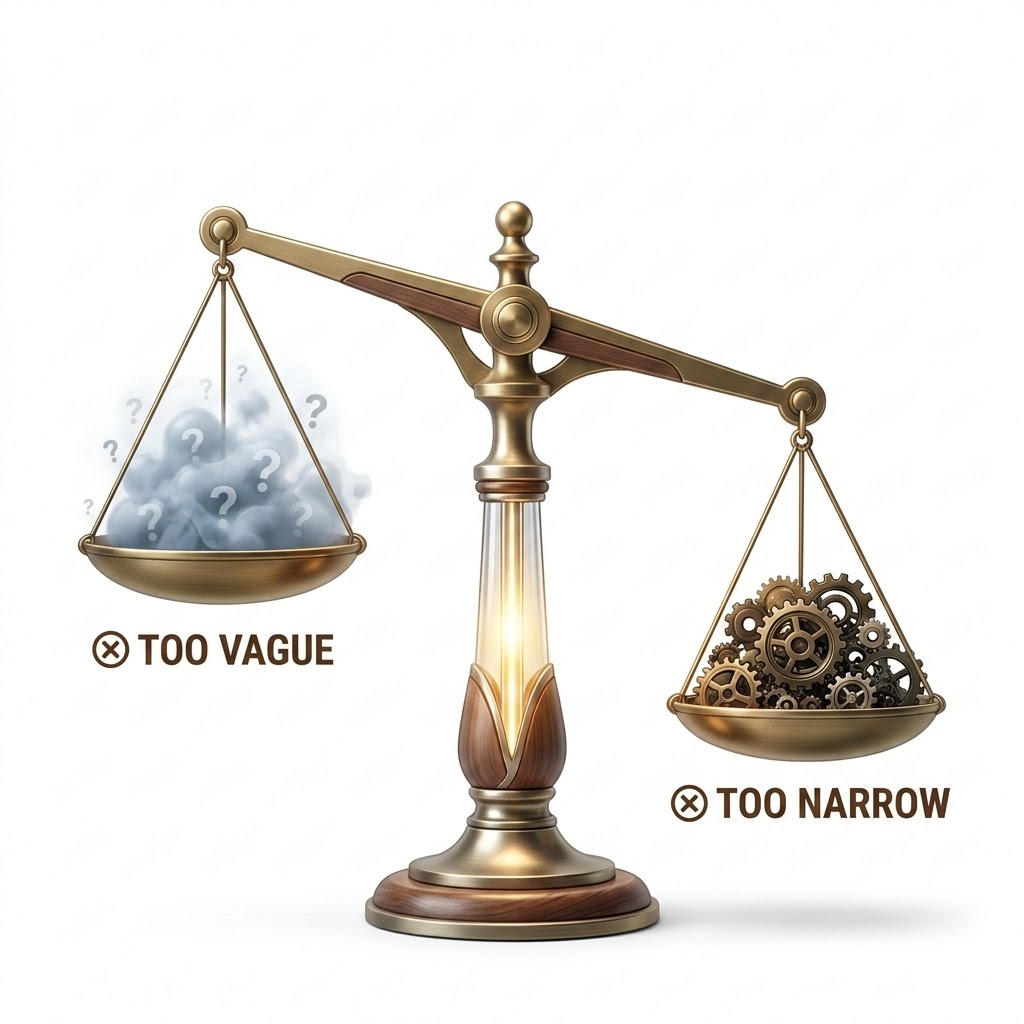 ? ? ? ? ? ? ? ? ? ? ?
⊗ TOO VAGUE
⊗ TOO NARROW